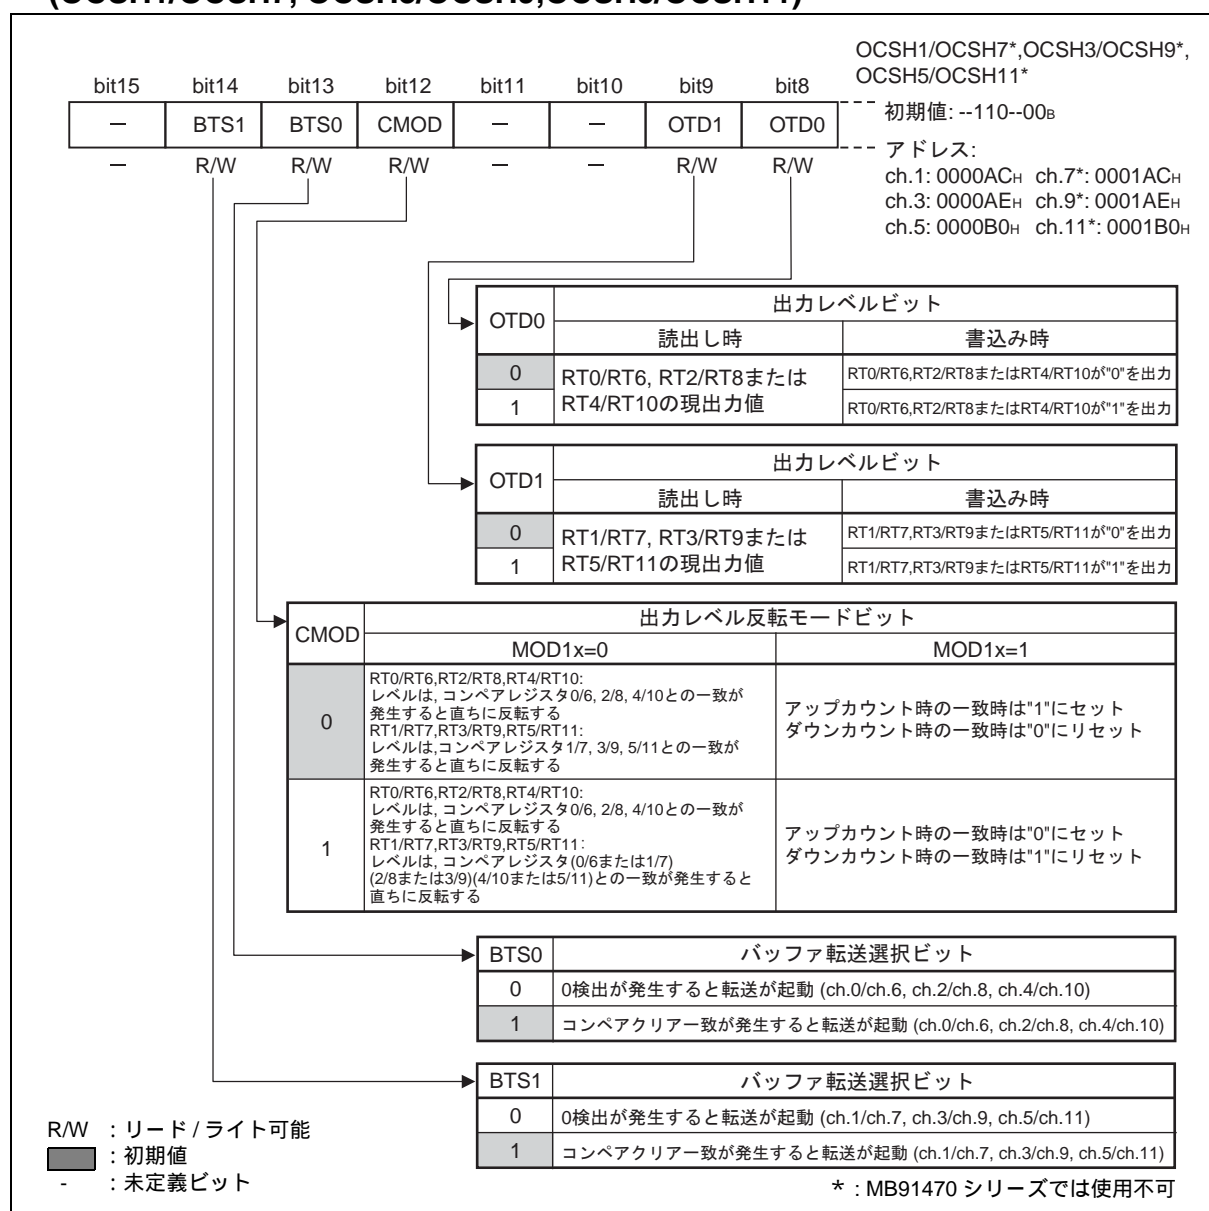 (OCSH1/OCSH7, OCSH3/OCSH9,OCSH5/OCSH11)
OCSH1/OCSH7*,OCSH3/OCSH9*,
OCSH5/OCSH11*
bit15 bit14 bit13 bit12 bit11 bit10 bit9 bit8
初期値: --110--00B
― BTS1 BTS0 CMOD ― ― OTD1 OTD0
― R/W R/W R/W ― ― R/W R/W
アドレス:
ch.1: 0000ACH ch.7*: 0001ACH
ch.3: 0000AEH ch.9*: 0001AEH
ch.5: 0000B0H ch.11*: 0001B0H
OTD0 出力レベルビット
読出し時 書込み時
0 RT0/RT6, RT2/RT8または RT0/RT6,RT2/RT8またはRT4/RT10が"0"を出力
1 RT4/RT10の現出力値 RT0/RT6,RT2/RT8またはRT4/RT10が"1"を出力
OTD1 出力レベルビット
読出し時 書込み時
0 RT1/RT7, RT3/RT9または RT1/RT7,RT3/RT9またはRT5/RT11が"0"を出力
1 RT5/RT11の現出力値 RT1/RT7,RT3/RT9またはRT5/RT11が"1"を出力
CMOD 出力レベル反転モードビット
MOD1x=0 MOD1x=1
0
RT0/RT6,RT2/RT8,RT4/RT10:
レベルは, コンペアレジスタ0/6, 2/8, 4/10との一致が
発生すると直ちに反転する
RT1/RT7,RT3/RT9,RT5/RT11:
レベルは,コンペアレジスタ1/7, 3/9, 5/11との一致が
発生すると直ちに反転する
アップカウント時の一致時は"1"にセット
ダウンカウント時の一致時は"0"にリセット
1
RT0/RT6,RT2/RT8,RT4/RT10:
レベルは, コンペアレジスタ0/6, 2/8, 4/10との一致が
発生すると直ちに反転する
RT1/RT7,RT3/RT9,RT5/RT11:
レベルは, コンペアレジスタ(0/6または1/7)
(2/8または3/9)(4/10または5/11)との一致が発生すると
直ちに反転する
アップカウント時の一致時は"0"にセット
ダウンカウント時の一致時は"1"にリセット
BTS0 バッファ転送選択ビット
0 0検出が発生すると転送が起動 (ch.0/ch.6, ch.2/ch.8, ch.4/ch.10)
1 コンペアクリア一致が発生すると転送が起動 (ch.0/ch.6, ch.2/ch.8, ch.4/ch.10)
BTS1 バッファ転送選択ビット
0 0検出が発生すると転送が起動 (ch.1/ch.7, ch.3/ch.9, ch.5/ch.11)
1 コンペアクリア一致が発生すると転送が起動 (ch.1/ch.7, ch.3/ch.9, ch.5/ch.11)
R/W :リード / ライト可能
:初期値
- :未定義ビット
* : MB91470 シリーズでは使用不可